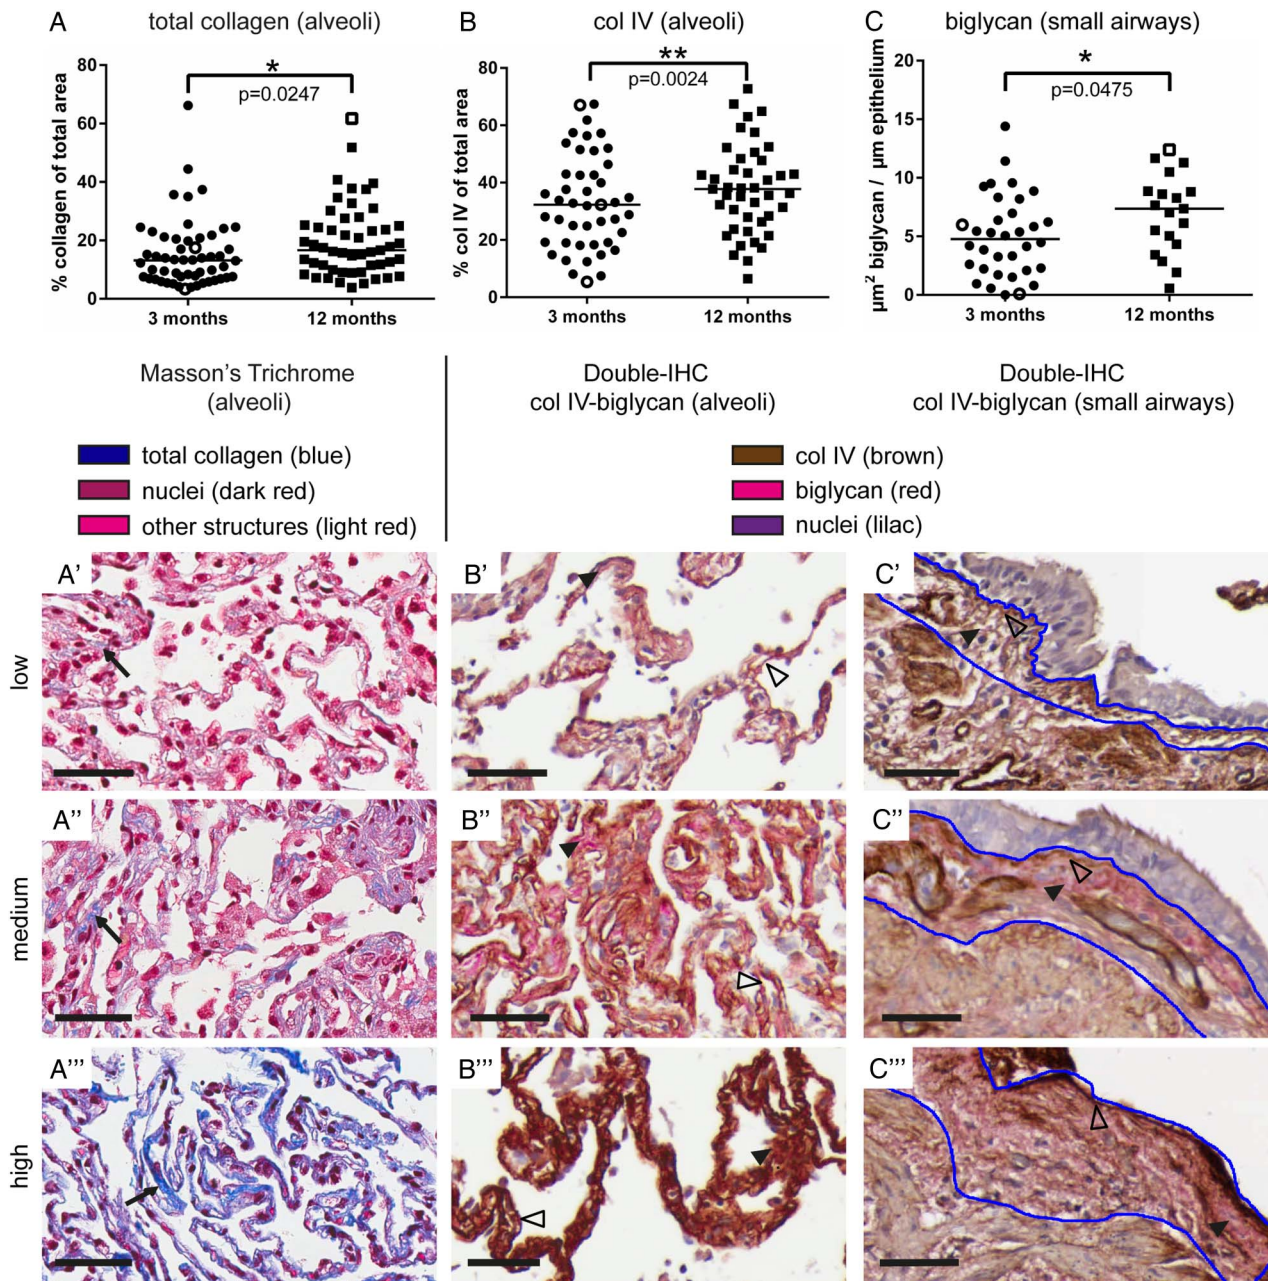 A total collagen (alveoli)
% collagen of total area
80
60
40
20
0
*
p=0.0247
3 months
12 months
B col IV (alveoli)
% col IV of total area
80
60
40
20
0
**
p=0.0024
3 months
12 months
C biglycan (small airways)
µm² biglycan / µm epithelium
20
15
10
5
0
*
p=0.0475
3 months
12 months
Masson's Trichrome
(alveoli)
total collagen (blue)
nuclei (dark red)
other structures (light red)
Double-IHC
col IV-biglycan (alveoli)
Double-IHC
col IV-biglycan (small airways)
col IV (brown)
biglycan (red)
nuclei (lilac)
low
A'
B'
C'
medium
A''
B''
C''
high
A'''
B'''
C'''